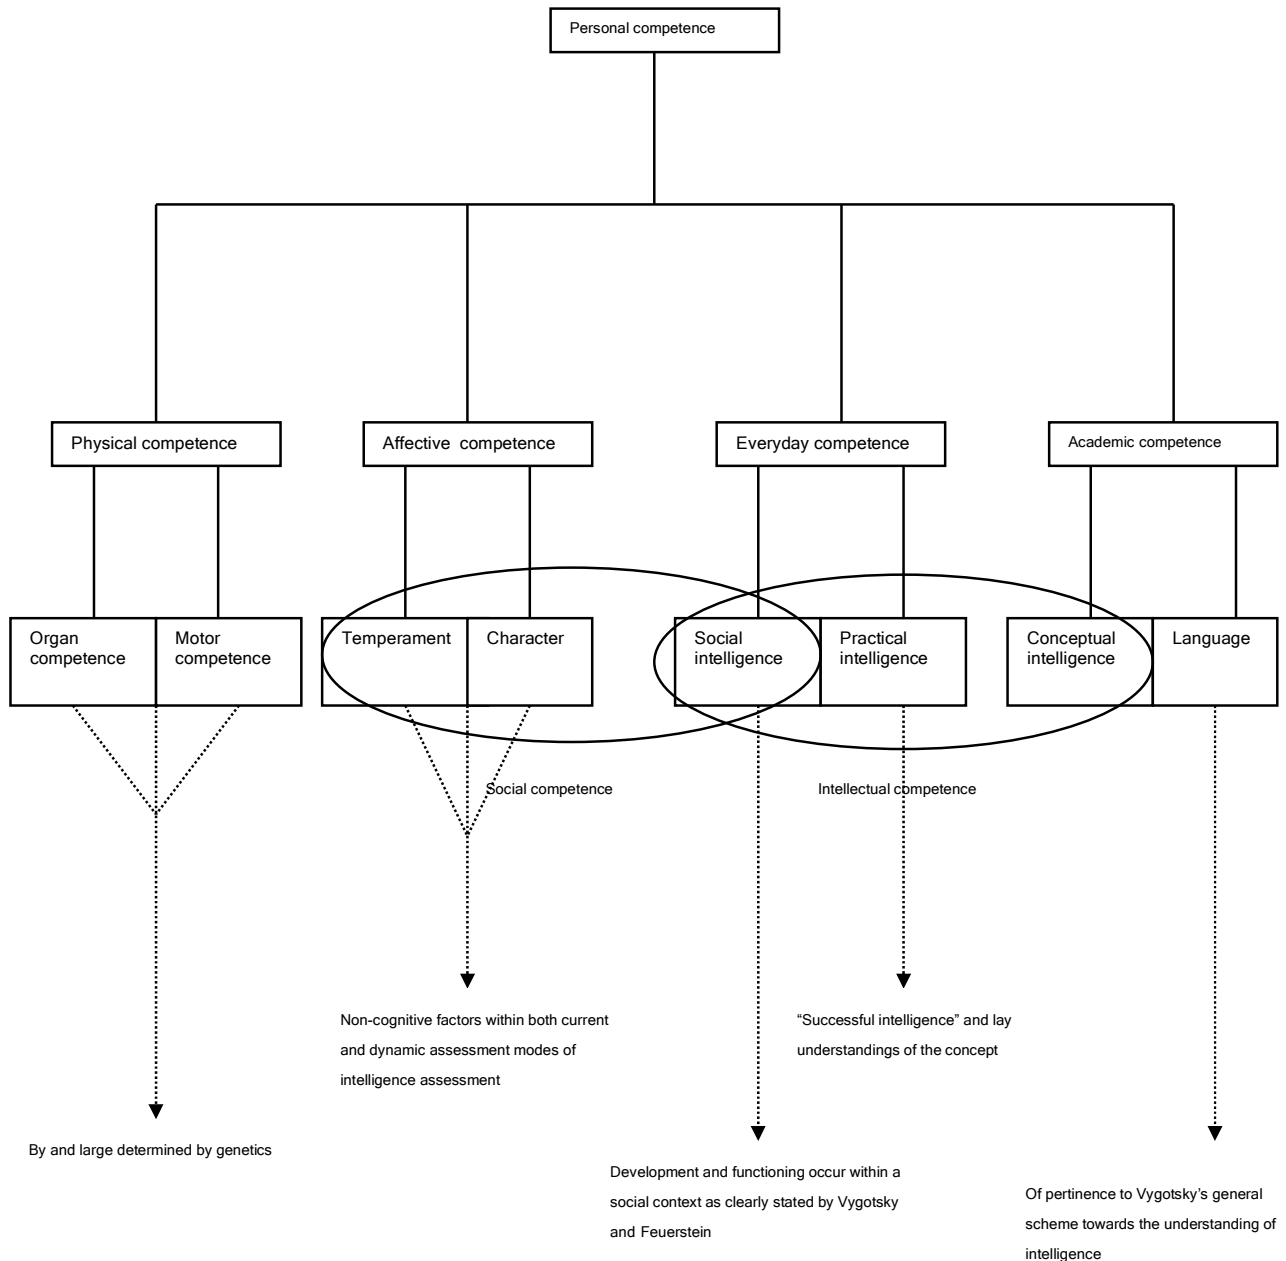 Personal competence
Physical competence
Affective competence
Everyday competence
Academic competence
Organ
competence
Motor
competence
Temperament
Character
Social
intelligence
Practical
intelligence
Conceptual
intelligence
Language
Social competence
Intellectual competence
Non-cognitive factors within both current
and dynamic assessment modes of
intelligence assessment
“Successful intelligence” and lay
understandings of the concept
By and large determined by genetics
Development and functioning occur within a
social context as clearly stated by Vygotsky
and Feuerstein
Of pertinence to Vygotsky’s general
scheme towards the understanding of
intelligence